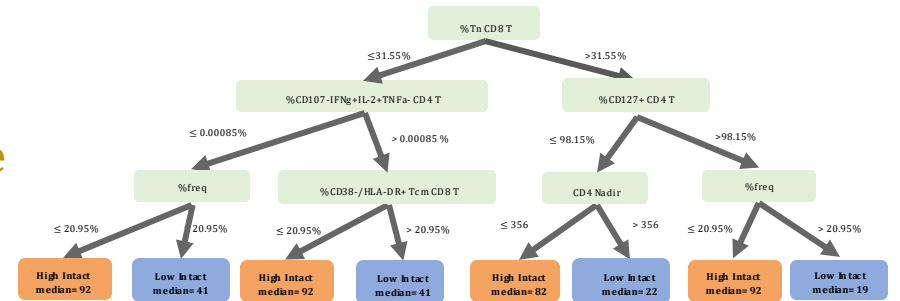 %Tn CD8 T
≤31.55%
>31.55%
%CD107-IFNg+IL-2+TNFa- CD4 T
%CD127+ CD4 T
≤ 0.00085%
> 0.00085 %
≤ 98.15%
>98.15%
%freq
%CD38-/HLA-DR+ Tcm CD8 T
CD4 Nadir
%freq
≤ 20.95%
20.95%
≤ 20.95%
> 20.95%
≤ 356
> 356
≤ 20.95%
> 20.95%
High Intact
median= 92
Low Intact
median= 41
High Intact
median= 92
Low Intact
median= 41
High Intact
median= 82
Low Intact
median= 22
High Intact
median= 92
Low Intact
median= 19
e